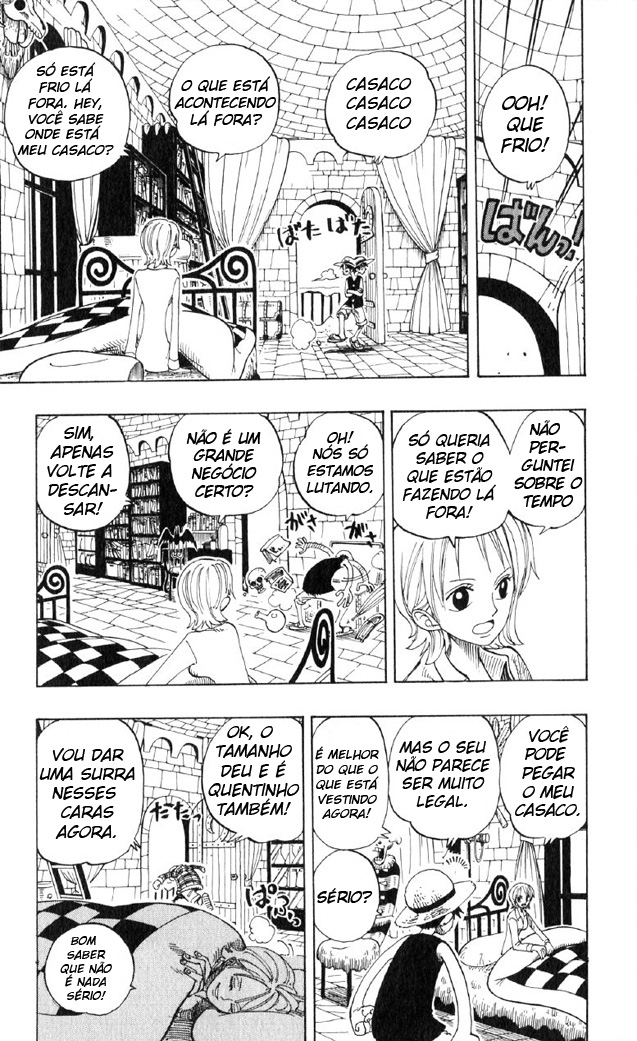 OOH!
QUE
FRIO!
ばんっ!
CASACO
CASACO
CASACO
O QUE ESTÁ
ACONTECENDO
LÁ FORA?
SÓ ESTÁ
FRIO LÁ
FORA. HEY,
VOCÊ SABE
ONDE ESTÁ
MEU CASACO?
ばたばた
NÃO
PER-
GUNTEI
SOBRE O
TEMPO
SÓ QUERIA
SABER O
QUE ESTÃO
FAZENDO LÁ
FORA!
OH!
NÓS SÓ
ESTAMOS
LUTANDO.
NÃO É UM
GRANDE
NEGÓCIO
CERTO?
SIM,
APENAS
VOLTE A
DESCAN-
SAR!
がさ
がさ
VOCÊ
PODE
PEGAR
O MEU
CASACO.
MAS O SEU
NÃO PARECE
SER MUITO
LEGAL.
É MELHOR
DO QUE O
QUE ESTÁ
VESTINDO
AGORA!
SÉRIO?
OK, O
TAMANHO
DEU E É
QUENTINHO
TAMBÉM!
VOU DAR
UMA SURRA
NESSES
CARAS
AGORA.
BOM
SABER
QUE NÃO
É NADA
SÉRIO!